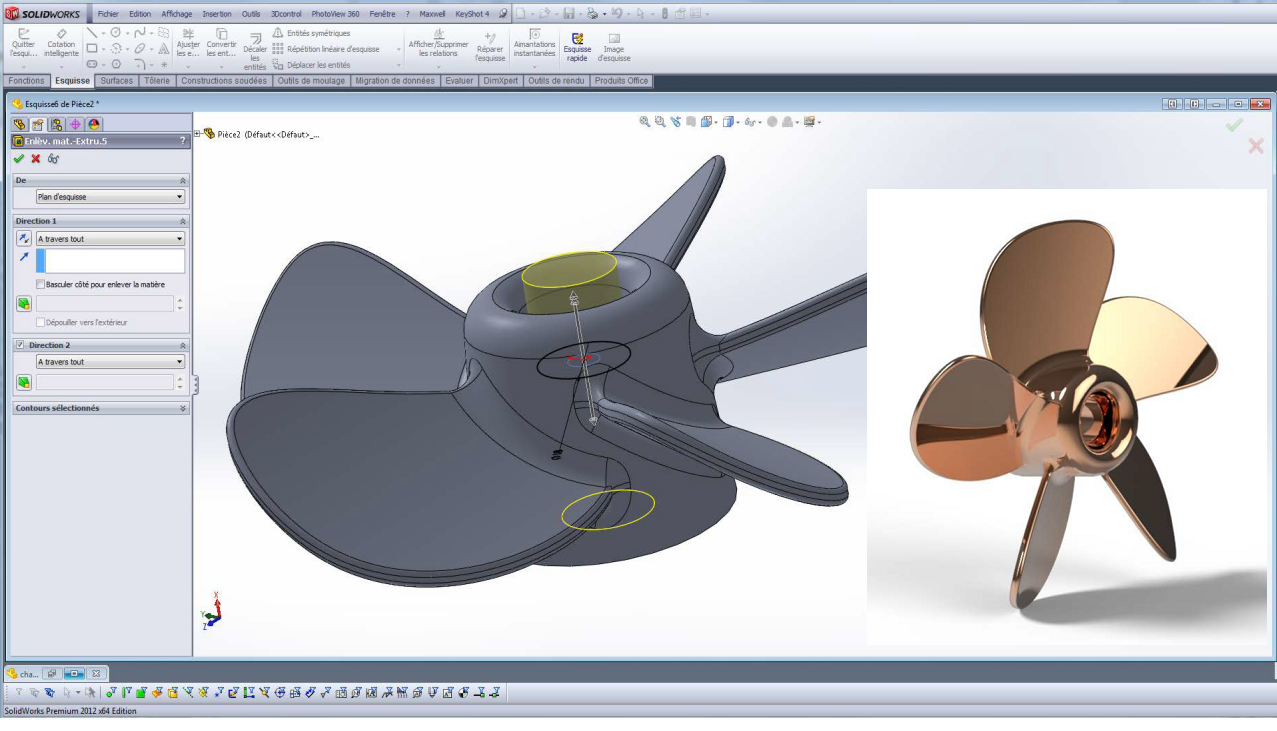 SOLIDWORKS Fichier Edition Affichage Insertion Outils 3Dcontrol PhotoView 360 Fenêtre ? Maxwell KeyShot 4
Quitter l'esqui... Cotation intelligente Ajuster les e... Convertir les ent... Décaler les entités Entités symétriques
Répétition linéaire d'esquisse
Déplacer les entités
Afficher/Supprimer les relations Réparer l'esquisse Aimantations instantanées Esquisse rapide Image d'esquisse
Fonctions Esquisse Surfaces Tôlerie Constructions soudées Outils de moulage Migration de données Evaluer DimXpert Outils de rendu Produits Office
Esquisse6 de Pièce2 *
Pièce2 (Défaut<<Défaut>_...
Enlèv. mat.-Extru.5 ?
De
Plan d'esquisse
Direction 1
A travers tout
Basculer côté pour enlever la matière
Dépouiller vers l'extérieur
Direction 2
A travers tout
Contours sélectionnés
X
Y
Z
cha...
SolidWorks Premium 2012 x64 Edition